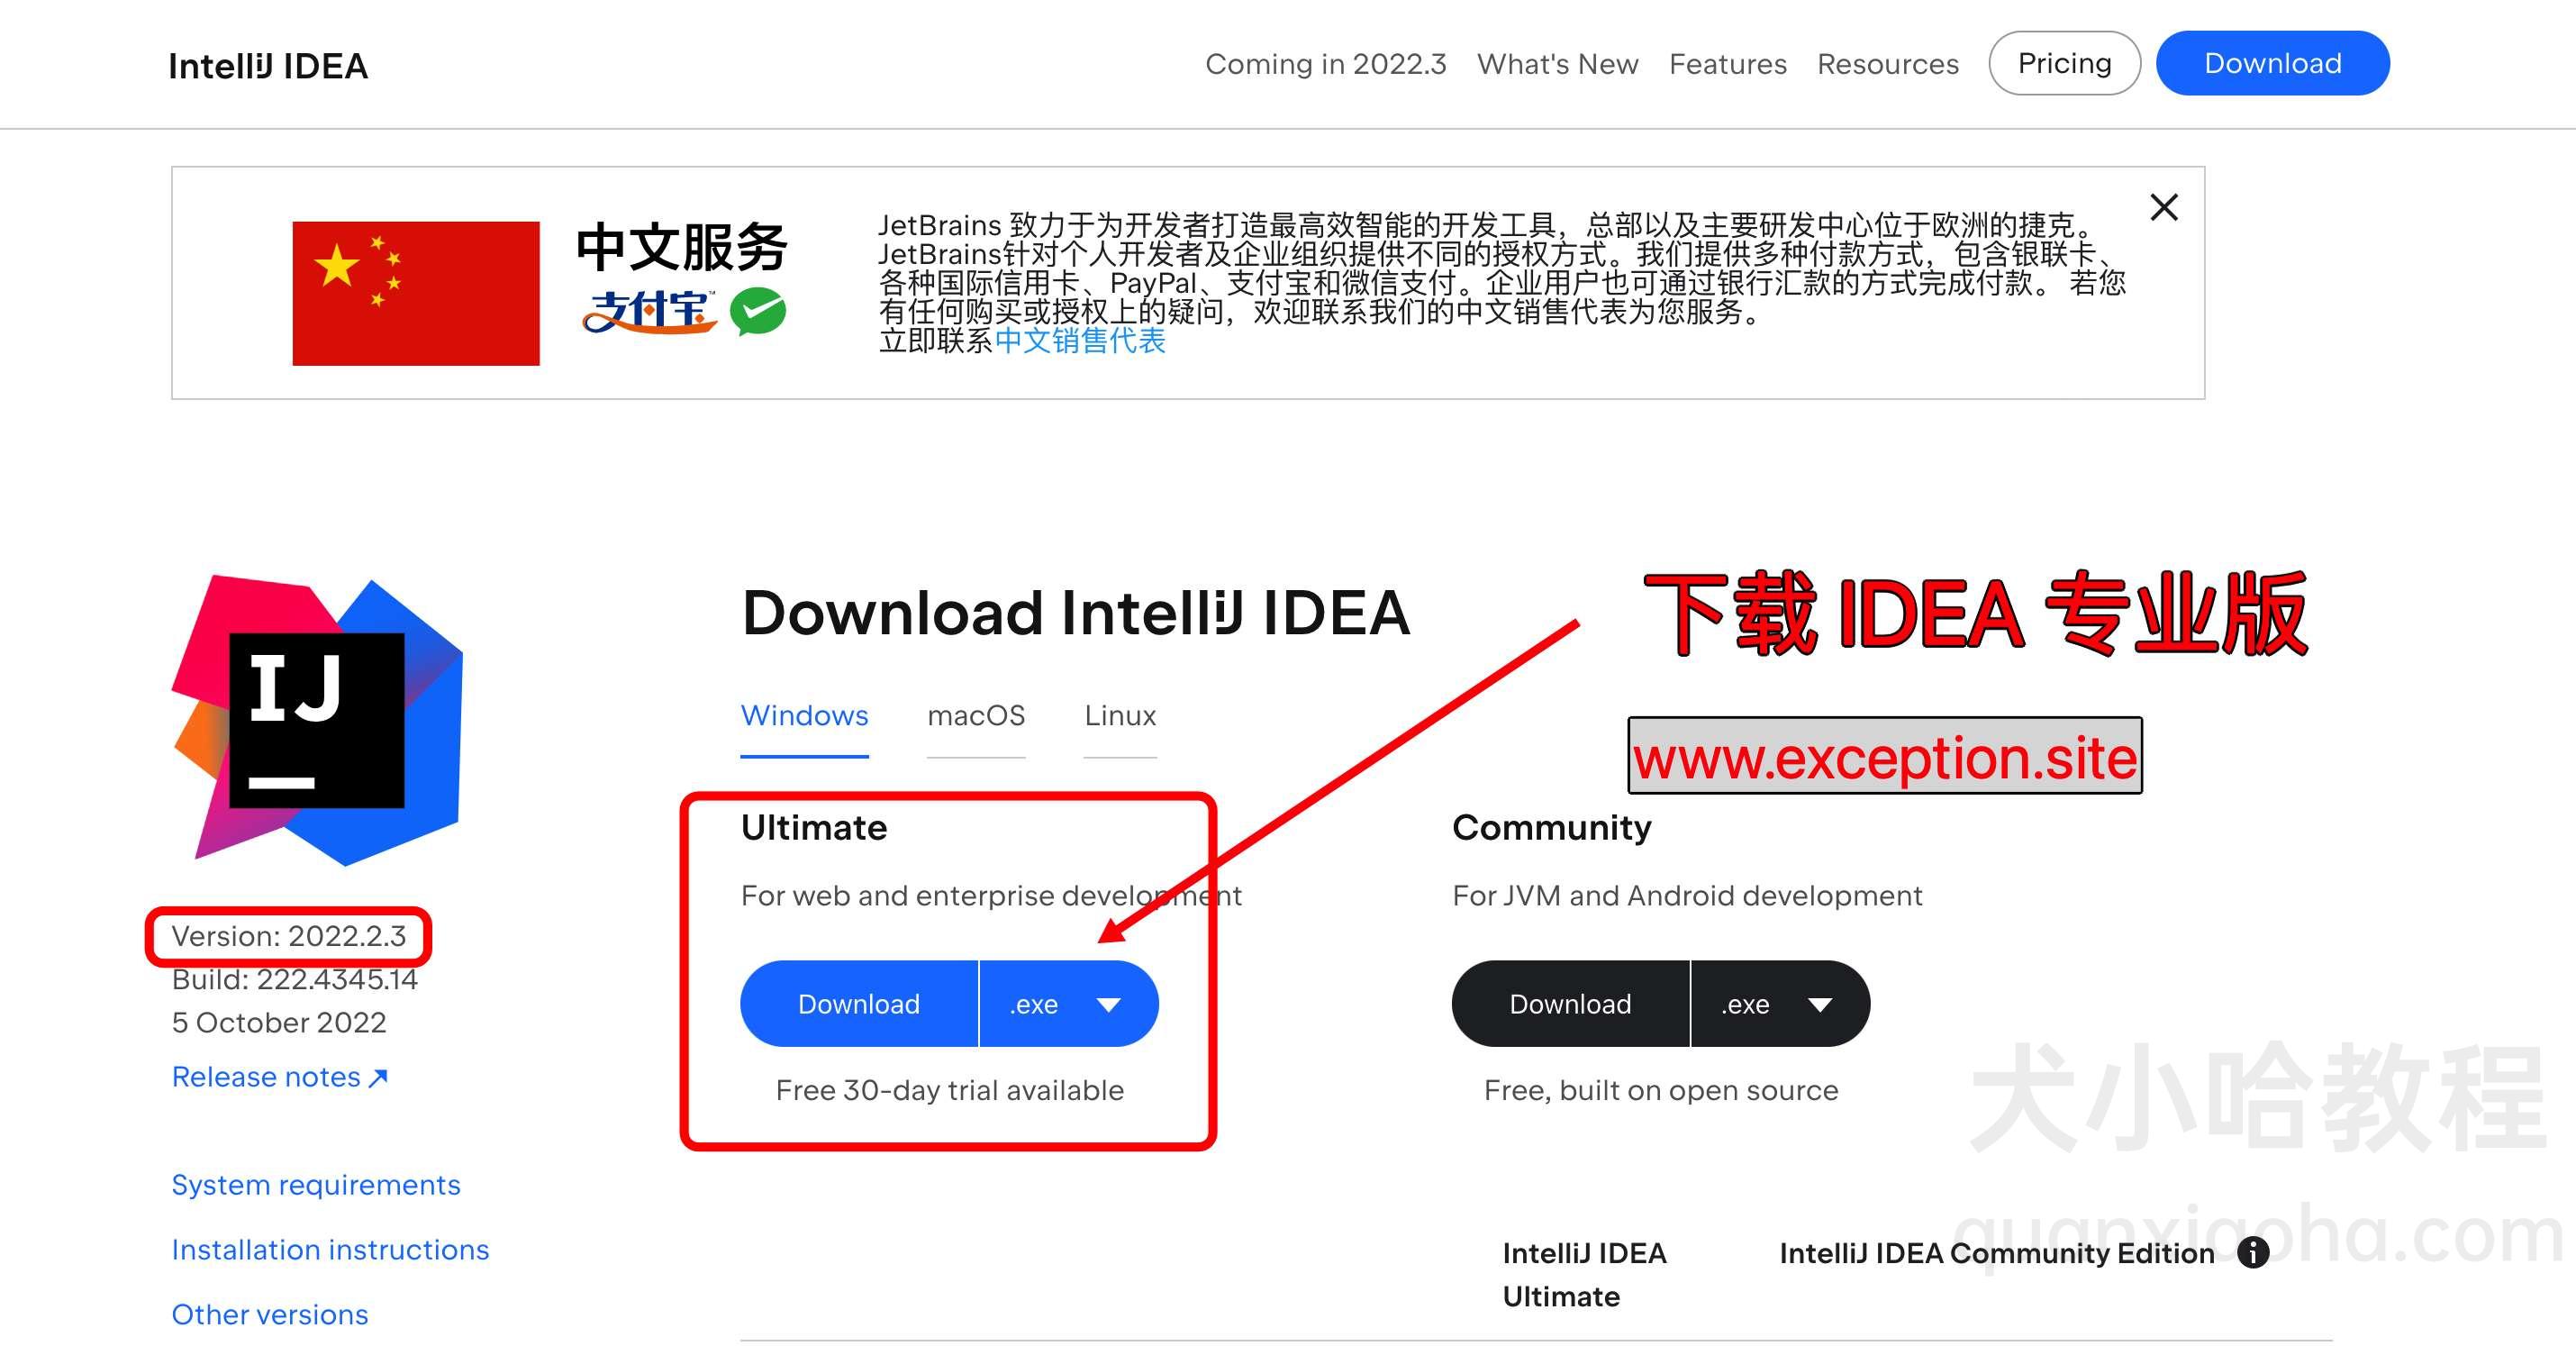 IntelliJ IDEA
Coming in 2022.3 What's New Features Resources Pricing Download
中文服务
支付宝
JetBrains 致力于为开发者打造最高效智能的开发工具，总部以及主要研发中心位于欧洲的捷克。
JetBrains针对个人开发者及企业组织提供不同的授权方式。我们提供多种付款方式，包含银联卡、
各种国际信用卡、PayPal、支付宝和微信支付。企业用户也可通过银行汇款的方式完成付款。 若您
有任何购买或授权上的疑问，欢迎联系我们的中文销售代表为您服务。
立即联系中文销售代表
IJ
Version: 2022.2.3
Build: 222.4345.14
5 October 2022
Release notes ↗
System requirements
Installation instructions
Other versions
Download IntelliJ IDEA
下载 IDEA 专业版
Windows macOS Linux
www.exception.site
Ultimate
For web and enterprise development
Download .exe
Free 30-day trial available
Community
For JVM and Android development
Download .exe
Free, built on open source
犬小哈教程
quanxiaoha.com
IntelliJ IDEA
Ultimate
IntelliJ IDEA Community Edition